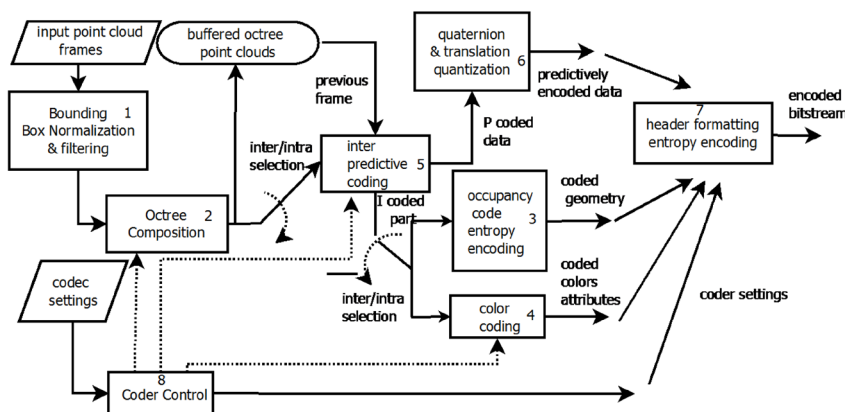 input point cloud
frames
buffered octree
point clouds
quaternion
& translation
quantization 6
previous
frame
predictively
encoded data
Bounding 1
Box Normalization
& filtering
inter/intra
selection
inter
predictive 5
coding
P coded
data
7
header formatting
entropy encoding
encoded
bitstream
Octree 2
Composition
I coded
part
occupancy
code 3
entropy
encoding
coded
geometry
codec
settings
inter/intra
selection
color 4
coding
coded
colors
attributes
coder settings
8
Coder Control